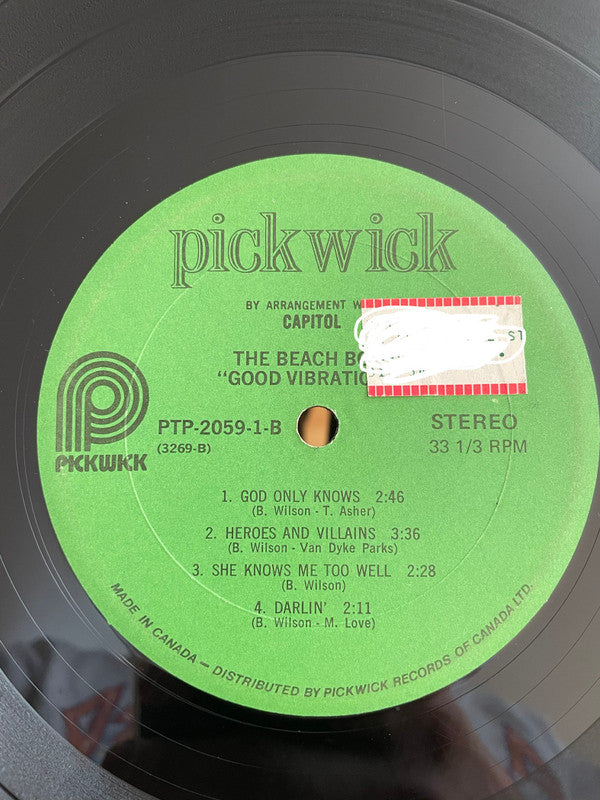 pickwick
BY ARRANGEMENT
CAPITOL
THE BEACH
"GOOD
PICKWICK
PTP-2059-1-B
(3269-B)
STEREO
33 1/3 RPM
1. GOD ONLY KNOWS 2:46
(B. Wilson - T. Asher)
2. HEROES AND VILLAINS 3:36
(B. Wilson - Van Dyke Parks)
3. SHE KNOWS ME TOO WELL 2:28
(B. Wilson)
4. DARLIN' 2:11
(B. Wilson - M. Love)
MADE IN CANADA — DISTRIBUTED BY PICKWICK RECORDS OF CANADA LTD.